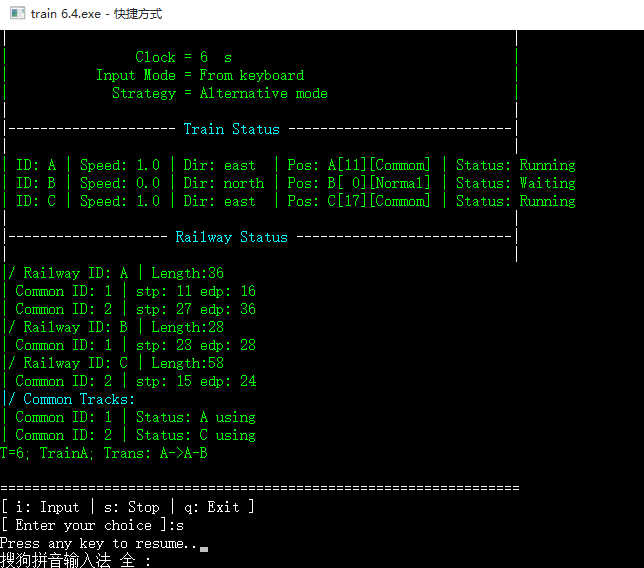 train 6.4.exe - 快捷方式
Clock = 6 s
Input Mode = From keyboard
Strategy = Alternative mode
|--------------------- Train Status ----------------------------|
| ID: A | Speed: 1.0 | Dir: east | Pos: A[11][Commom] | Status: Running
| ID: B | Speed: 0.0 | Dir: north | Pos: B[ 0][Normal] | Status: Waiting
| ID: C | Speed: 1.0 | Dir: east | Pos: C[17][Commom] | Status: Running
|-------------------- Railway Status ---------------------------|
|/ Railway ID: A | Length:36
| Common ID: 1 | stp: 11 edp: 16
| Common ID: 2 | stp: 27 edp: 36
|/ Railway ID: B | Length:28
| Common ID: 1 | stp: 23 edp: 28
|/ Railway ID: C | Length:58
| Common ID: 2 | stp: 15 edp: 24
|/ Common Tracks:
| Common ID: 1 | Status: A using
| Common ID: 2 | Status: C using
T=6; TrainA; Trans: A->A-B
=================================================================
[ i: Input | s: Stop | q: Exit ]
[ Enter your choice ]:s
Press any key to resume..
搜狗拼音输入法 全 :